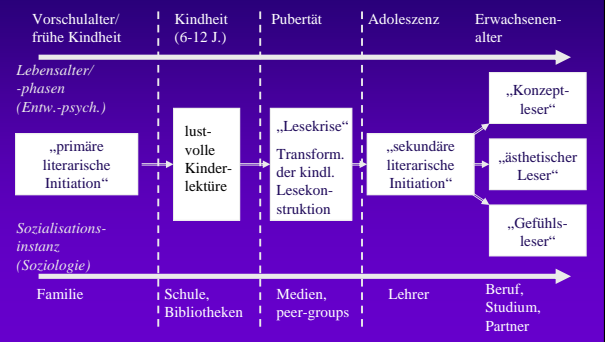 Vorschulalter/
frühe Kindheit
Kindheit
(6-12 J.)
Pubertät
Adoleszenz
Erwachsenen-
alter
Lebensalter/
-phasen
(Entw.-psych.)
„primäre
literarische
Initiation“
lust-
volle
Kinder-
lektüre
„Lesekrise“
Transform.
der kindl.
Lesekon-
struktion
„sekundäre
literarische
Initiation“
„Konzept-
leser“
„ästhetischer
Leser“
„Gefühls-
leser“
Sozialisations-
instanz
(Soziologie)
Familie
Schule,
Bibliotheken
Medien,
peer-groups
Lehrer
Beruf,
Studium,
Partner